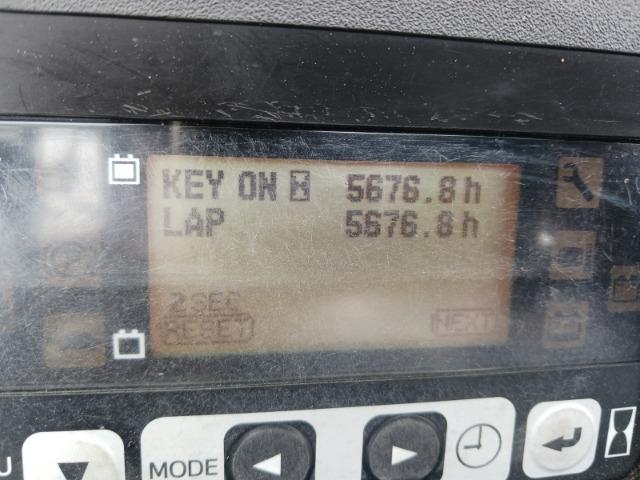 KEY ON 5676.8 h
LAP 5676.8 h
2 SEC
RESET NEXT
U MODE